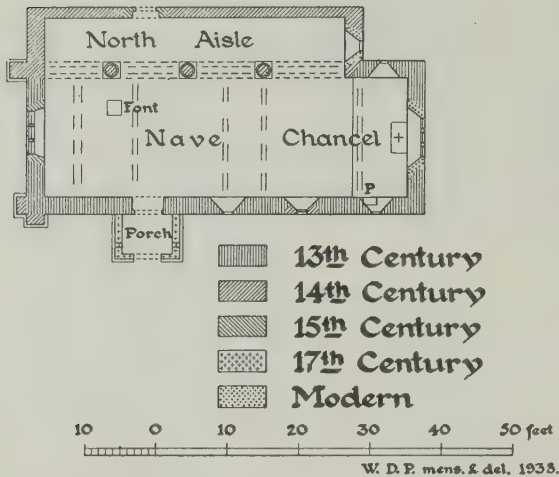 North Aisle
Font
Nave Chancel
P
Porch
13th Century
14th Century
15th Century
17th Century
Modern
10 0 10 20 30 40 50 feet
W. D. P. mens. & del. 1933.